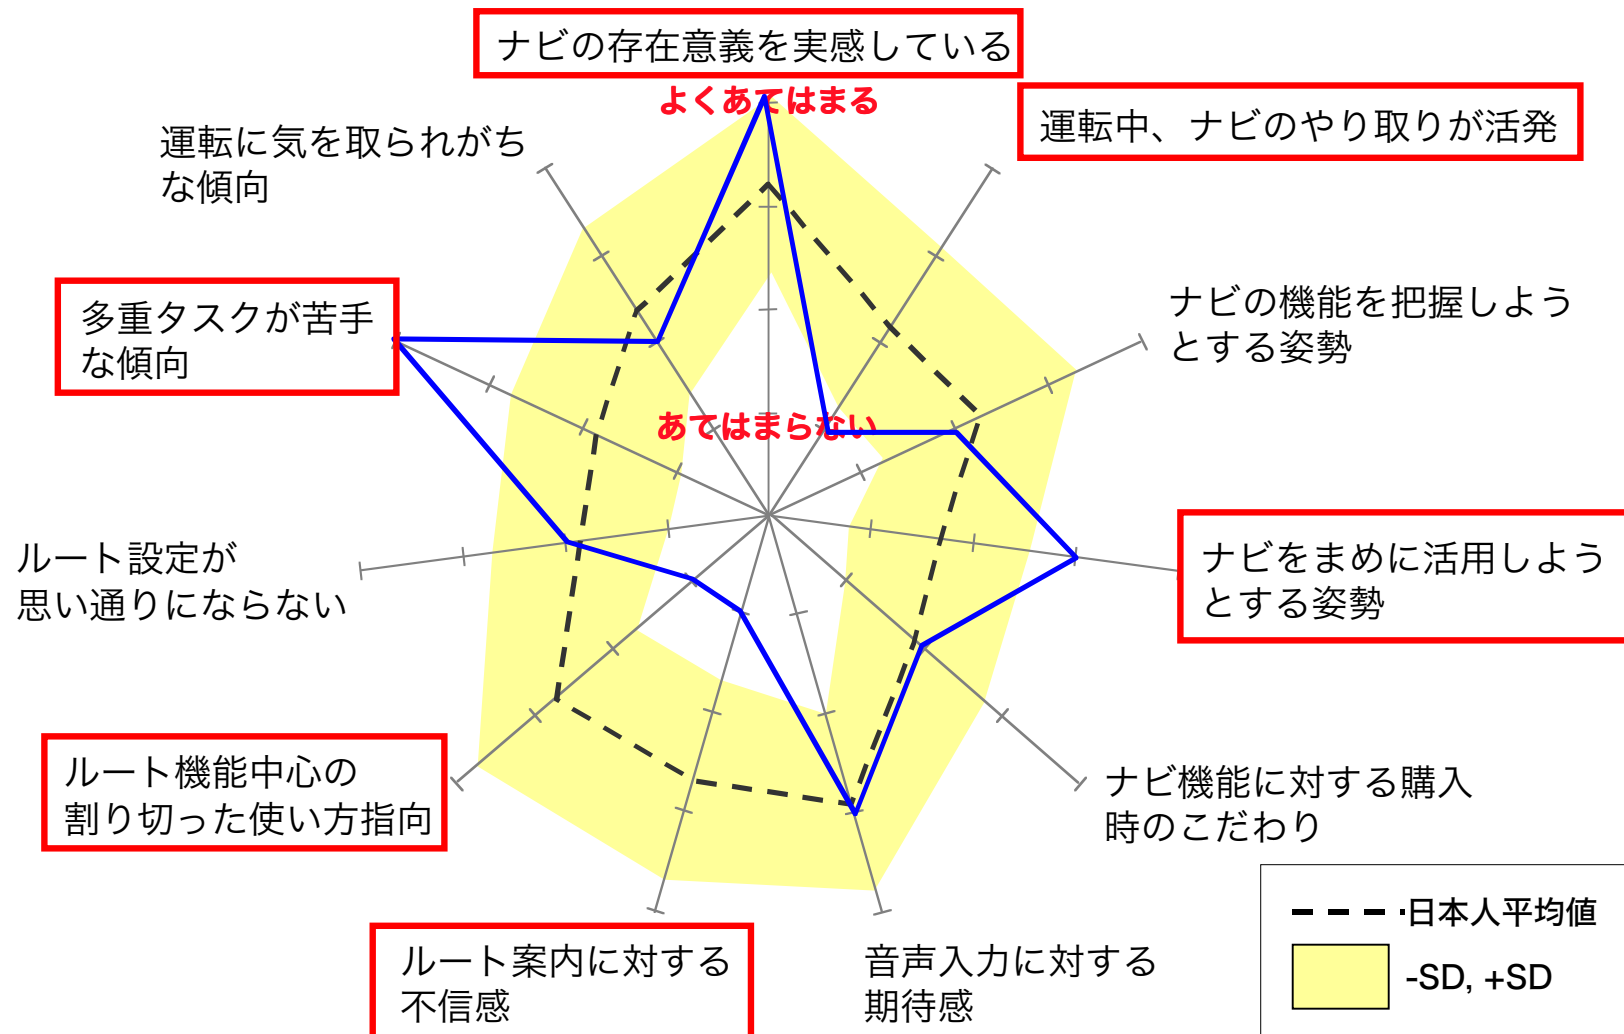 ナビの存在意義を実感している
よくあてはまる
運転中、ナビのやり取りが活発
運転に気を取られがち
な傾向
ナビの機能を把握しよう
とする姿勢
多重タスクが苦手
な傾向
あてはまらない
ルート設定が
思い通りにならない
ナビをまめに活用しよう
とする姿勢
ルート機能中心の
割り切った使い方指向
ナビ機能に対する購入
時のこだわり
ルート案内に対する
不信感
音声入力に対する
期待感
日本人平均値
-SD, +SD